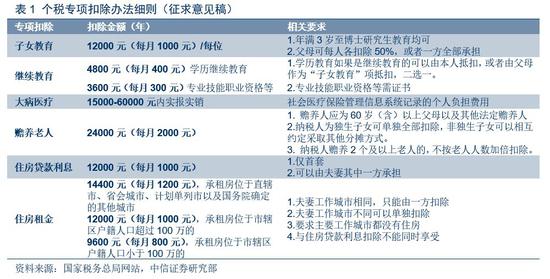 表 1 个税专项扣除办法细则（征求意见稿）
专项扣除 扣除金额（年） 相关要求
子女教育 12000 元（每月 1000 元）/每位
1.年满 3 岁至博士研究生教育均可
2.父母可每人各扣除 50%，或者一方全部承担
继续教育
4800 元（每月 400 元）学历继续教育
3600 元（每月 300 元）专业技能职业资格等
1.学历教育如果是继续教育的可以由本人抵扣，或者由父母
作为“子女教育”项抵扣，二选一。
2.专业技能职业资格等需证书
大病医疗 15000-60000 元内实报实销 社会医疗保障管理信息系统记录的个人负担费用
赡养老人 24000 元（每月 2000 元）
1. 赡养人应为 60 岁（含）以上父母以及其他法定赡养人
2.纳税人为独生子女可单独全部扣除，非独生子女可以相互
约定采取其他分摊方式。
3. 纳税人赡养 2 个及以上老人的，不按老人人数加倍扣除。
住房贷款利息 12000 元（每月 1000 元）
1.仅首套
2.可以由夫妻其中一方承担
住房租金
14400 元（每月 1200 元），承租房位于直辖
市、省会城市、计划单列市以及国务院确定
的其他城市
12000 元（每月 1000 元），承租房位于市辖
区户籍人口超过 100 万的
9600 元（每月 800 元），承租房位于市辖区
户籍人口小于 100 万的
1.夫妻工作城市相同，只能由一方扣除
2.夫妻工作城市不同可以单独扣除
3.要求主要工作城市都没有住房
4.与住房贷款利息扣除不能同时享受
资料来源：国家税务总局网站，中信证券研究部